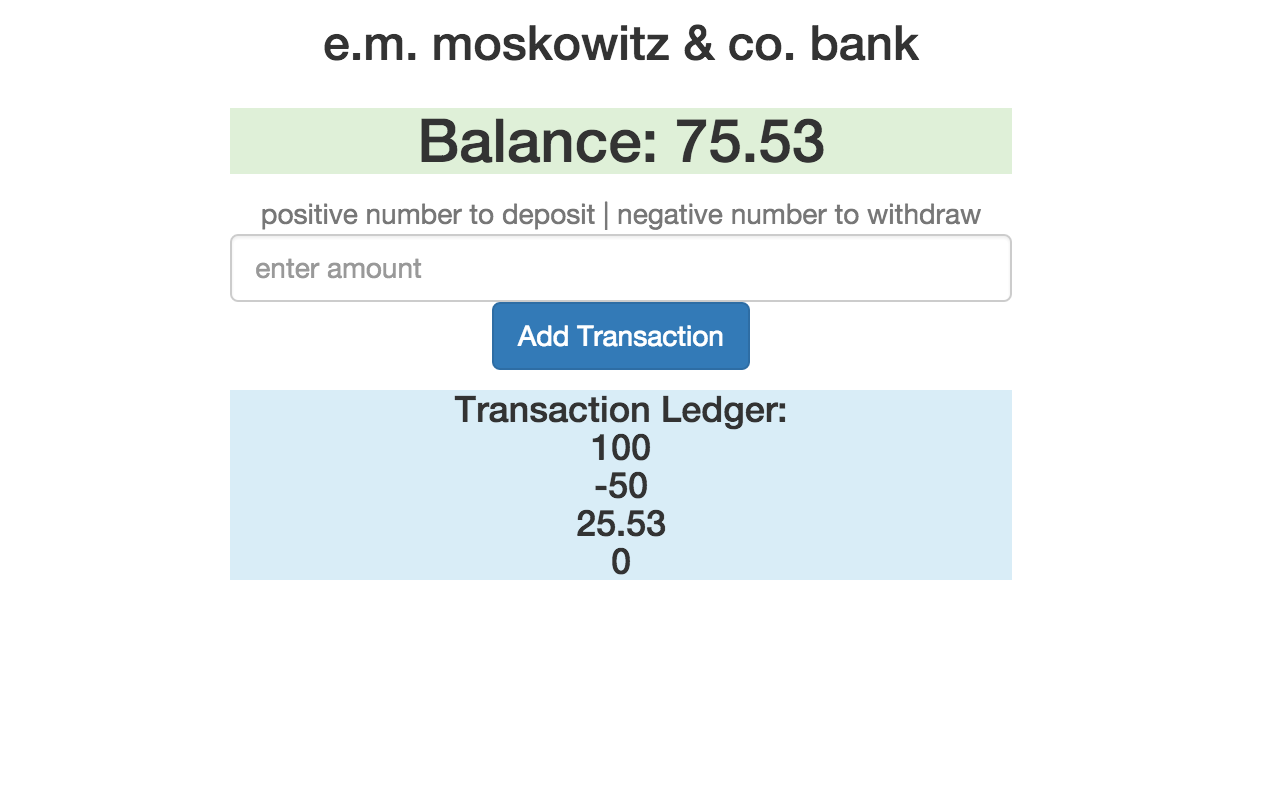 e.m. moskowitz & co. bank
Balance: 75.53
positive number to deposit | negative number to withdraw
enter amount
Add Transaction
Transaction Ledger:
100
-50
25.53
0